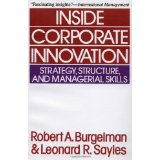 "Fascinating insights!"—International Management
INSIDE
CORPORATE
INNOVATION
STRATEGY, STRUCTURE,
AND MANAGERIAL SKILLS
Robert A. Burgelman
& Leonard R. Sayles